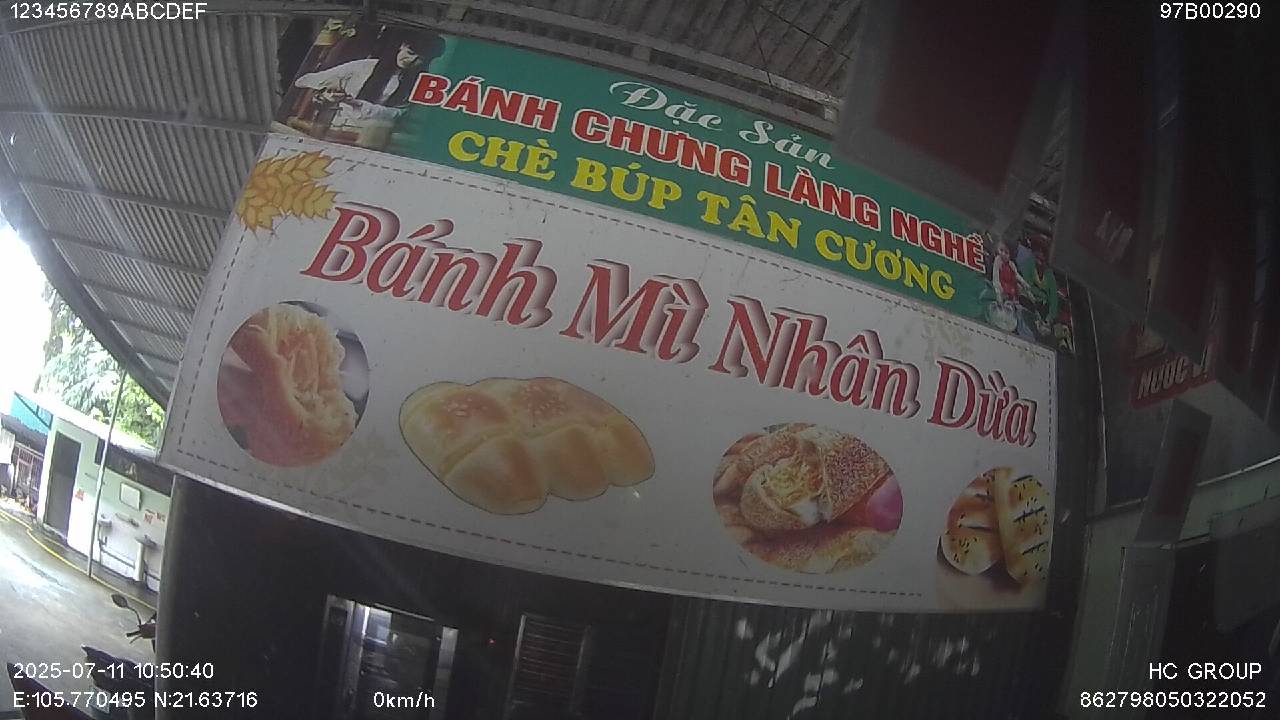 123456789ABCDEF
97B00290
Đặc Sản
BÁNH CHƯNG LÀNG NGHỀ
CHÈ BÚP TÂN CƯƠNG
Bánh Mì Nhân Dừa
NƯỚC
2025-07-11 10:50:40
HC GROUP
E:105.770495 N:21.63716
0km/h
862798050322052